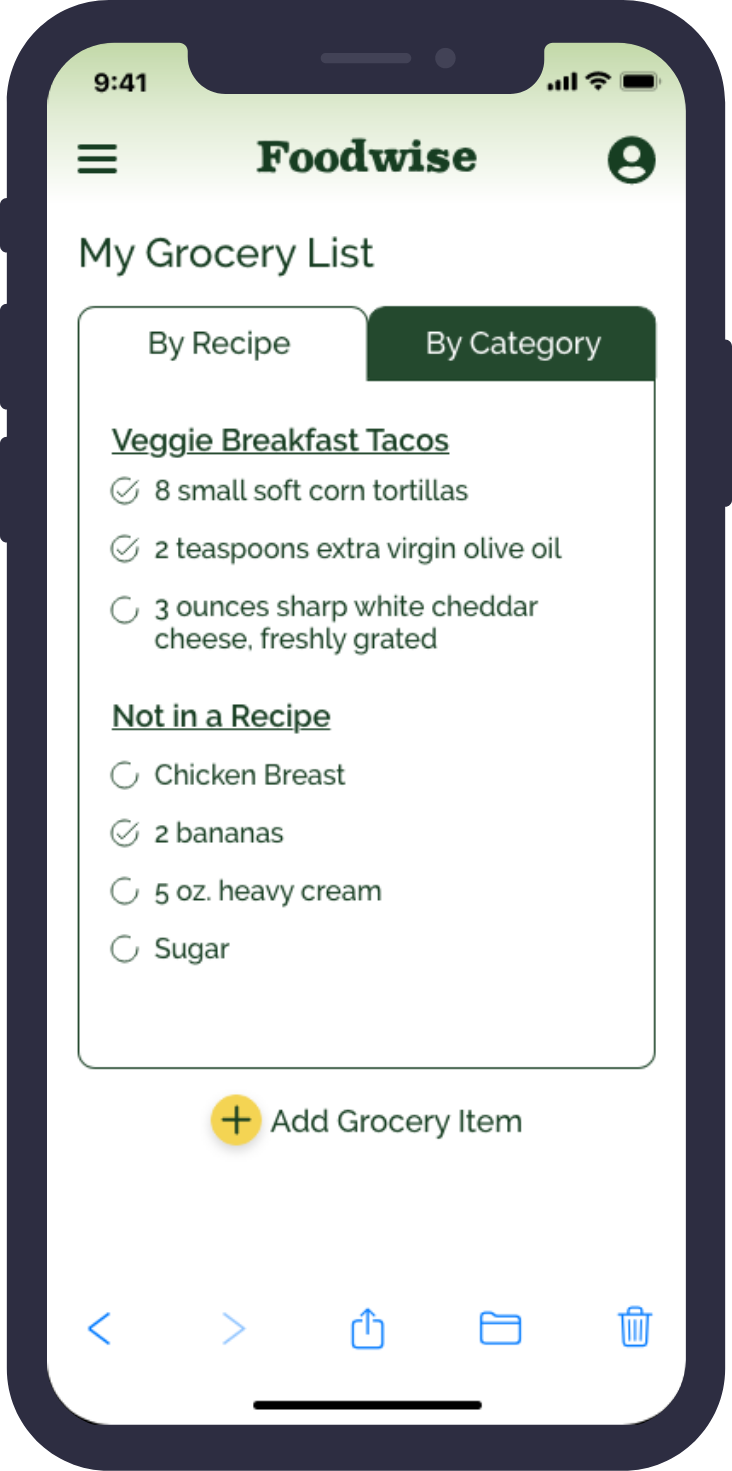 9:41
Foodwise
My Grocery List
By Recipe
By Category
Veggie Breakfast Tacos
8 small soft corn tortillas
2 teaspoons extra virgin olive oil
3 ounces sharp white cheddar
cheese, freshly grated
Not in a Recipe
Chicken Breast
2 bananas
5 oz. heavy cream
Sugar
Add Grocery Item